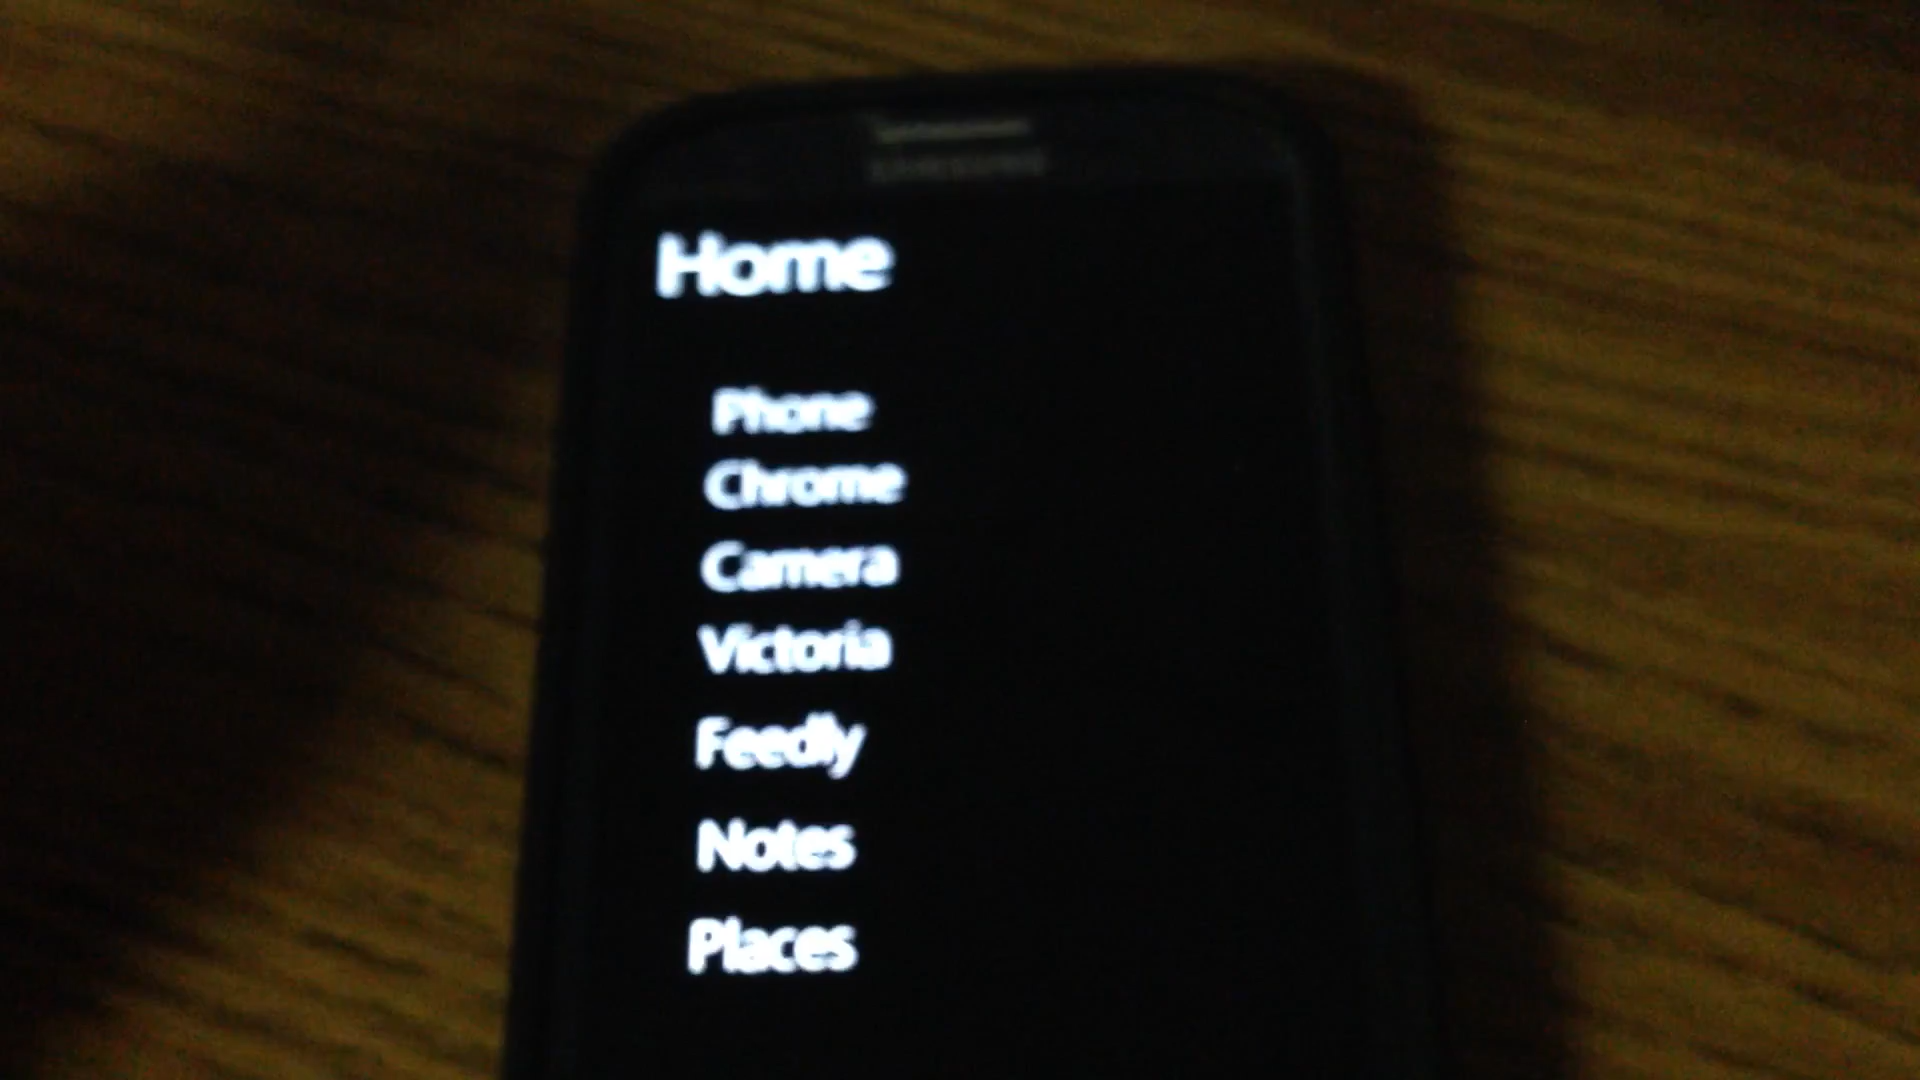 Home
Phone
Chrome
Camera
Victoria
Feedly
Notes
Places